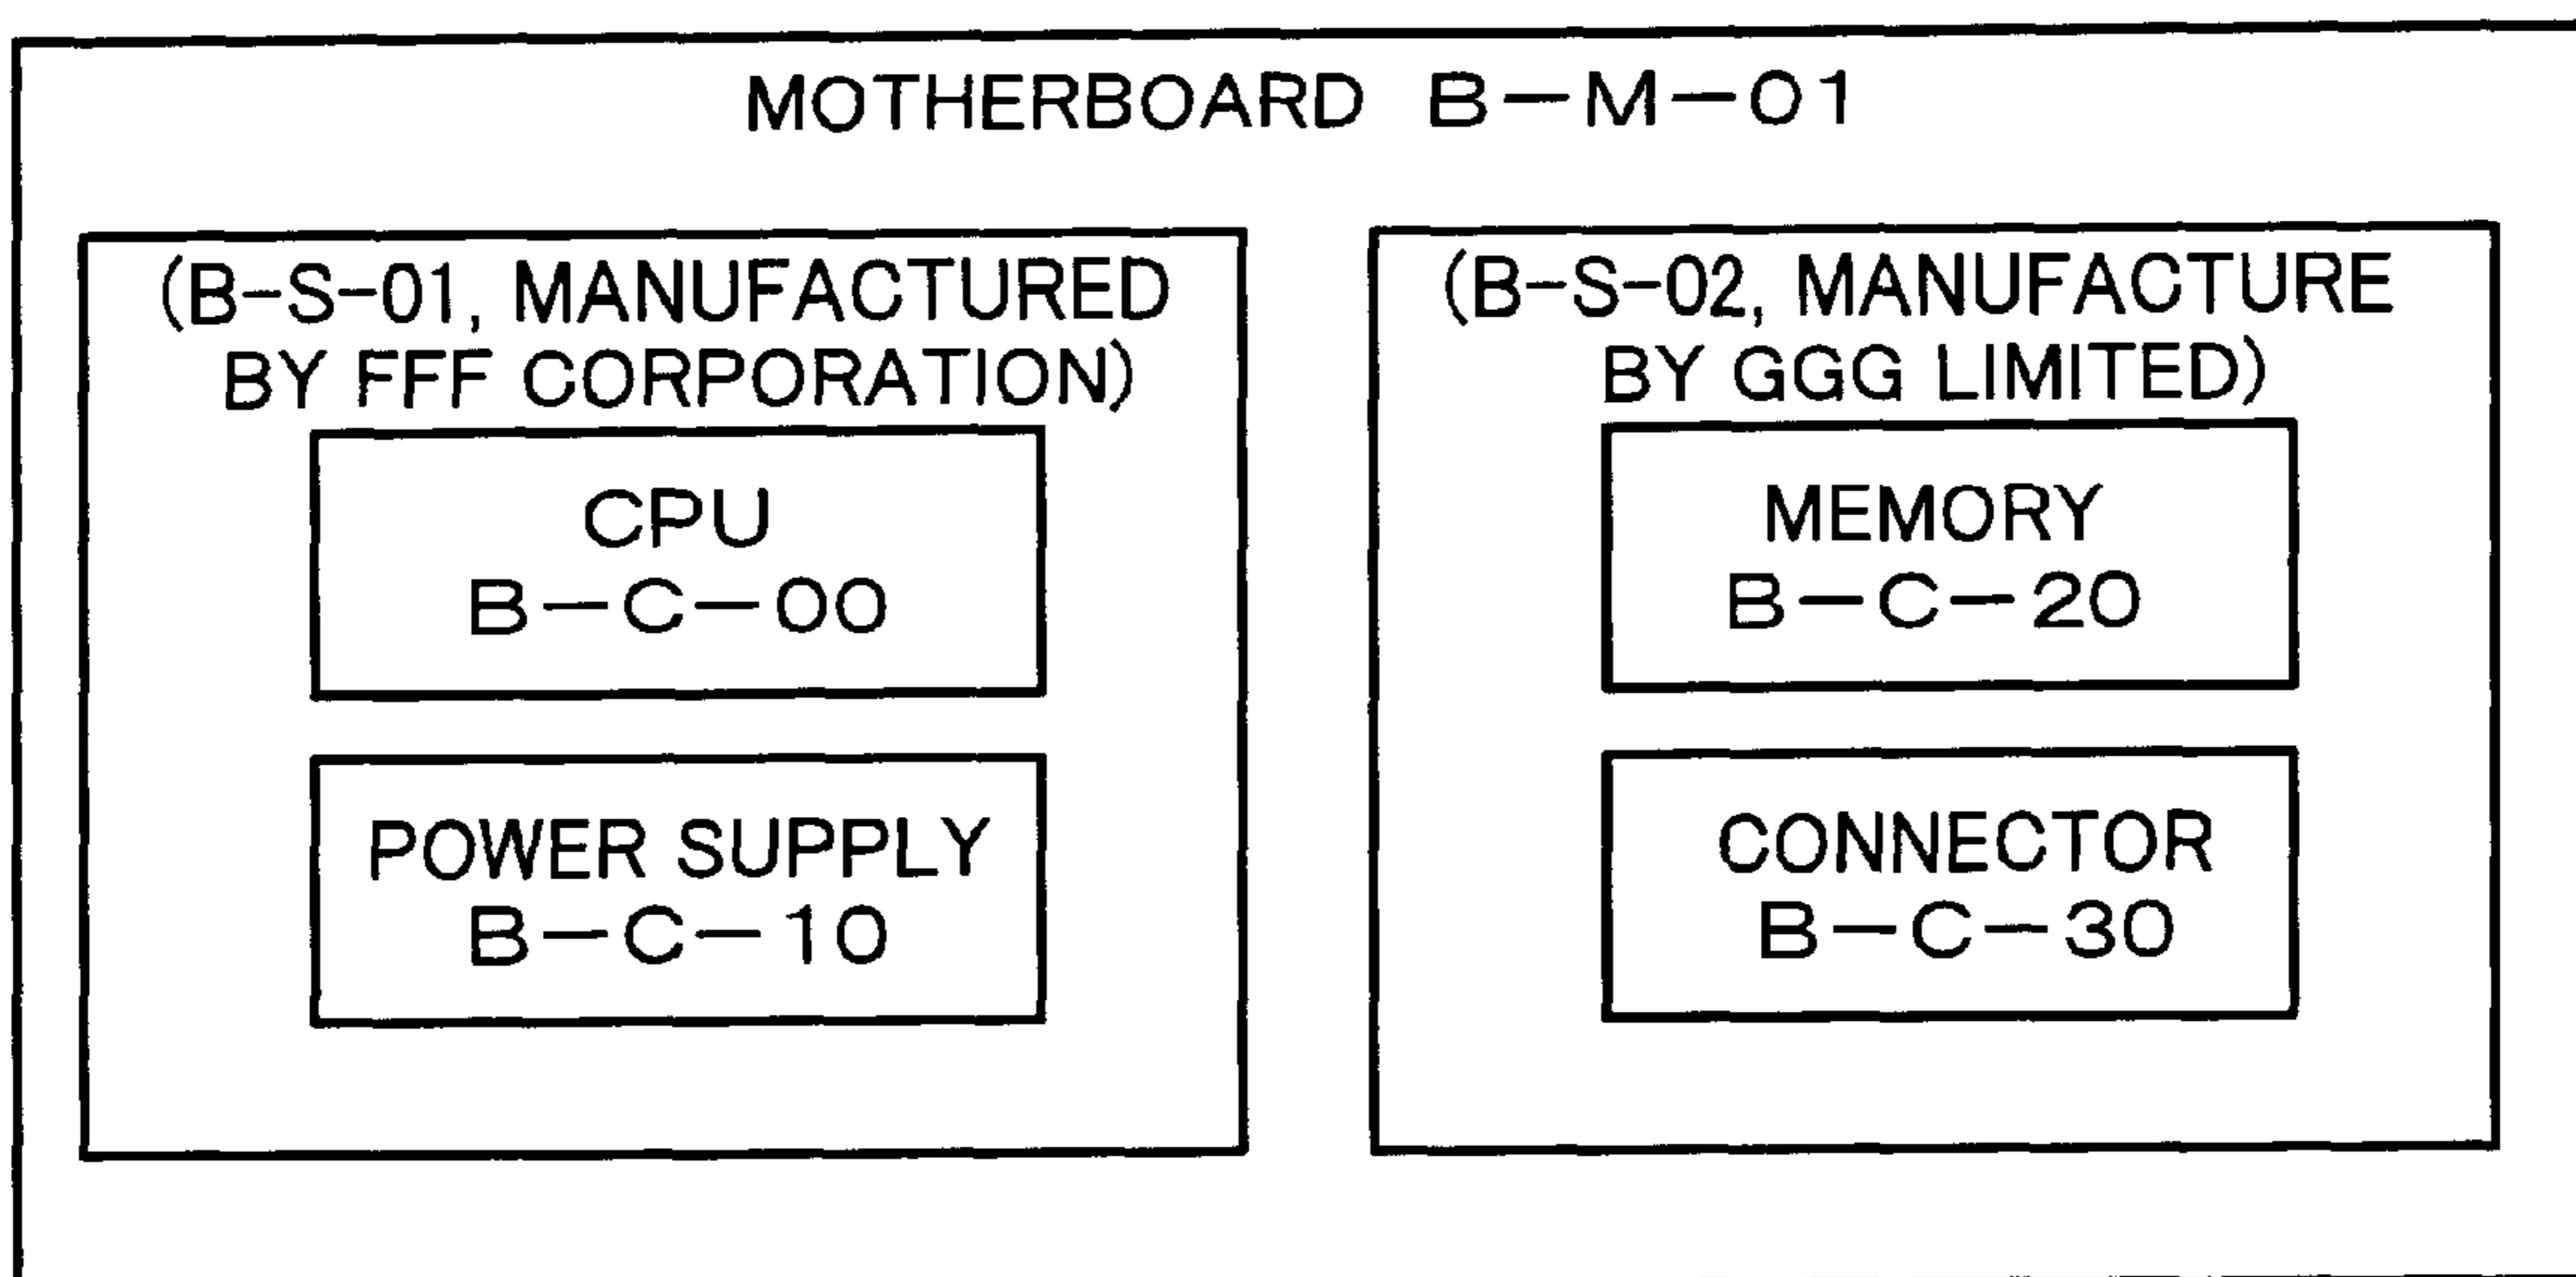 MOTHERBOARD B-M-01
(B-S-01, MANUFACTURED
BY FFF CORPORATION)
CPU
B-C-00
POWER SUPPLY
B-C-10
(B-S-02, MANUFACTURE
BY GGG LIMITED)
MEMORY
B-C-20
CONNECTOR
B-C-30